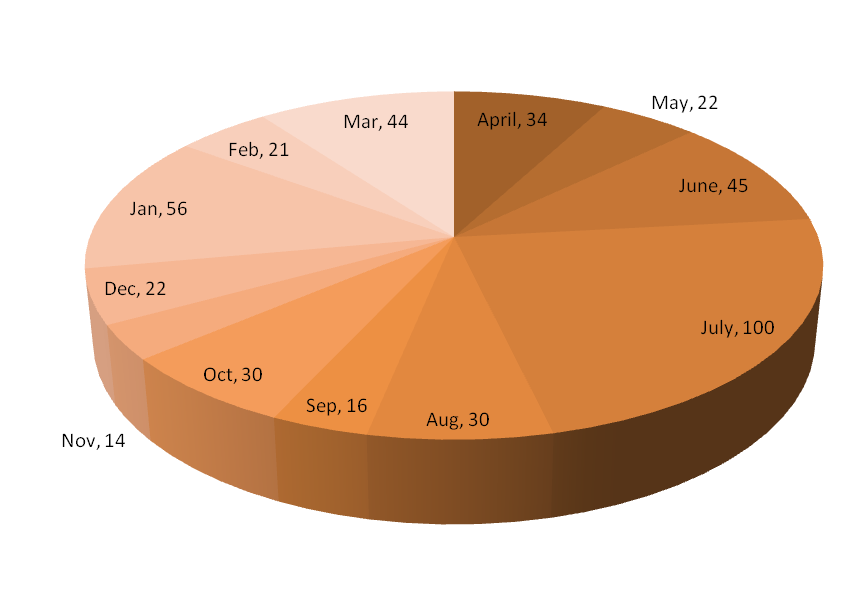 April, 34
May, 22
June, 45
July, 100
Aug, 30
Sep, 16
Oct, 30
Nov, 14
Dec, 22
Jan, 56
Feb, 21
Mar, 44